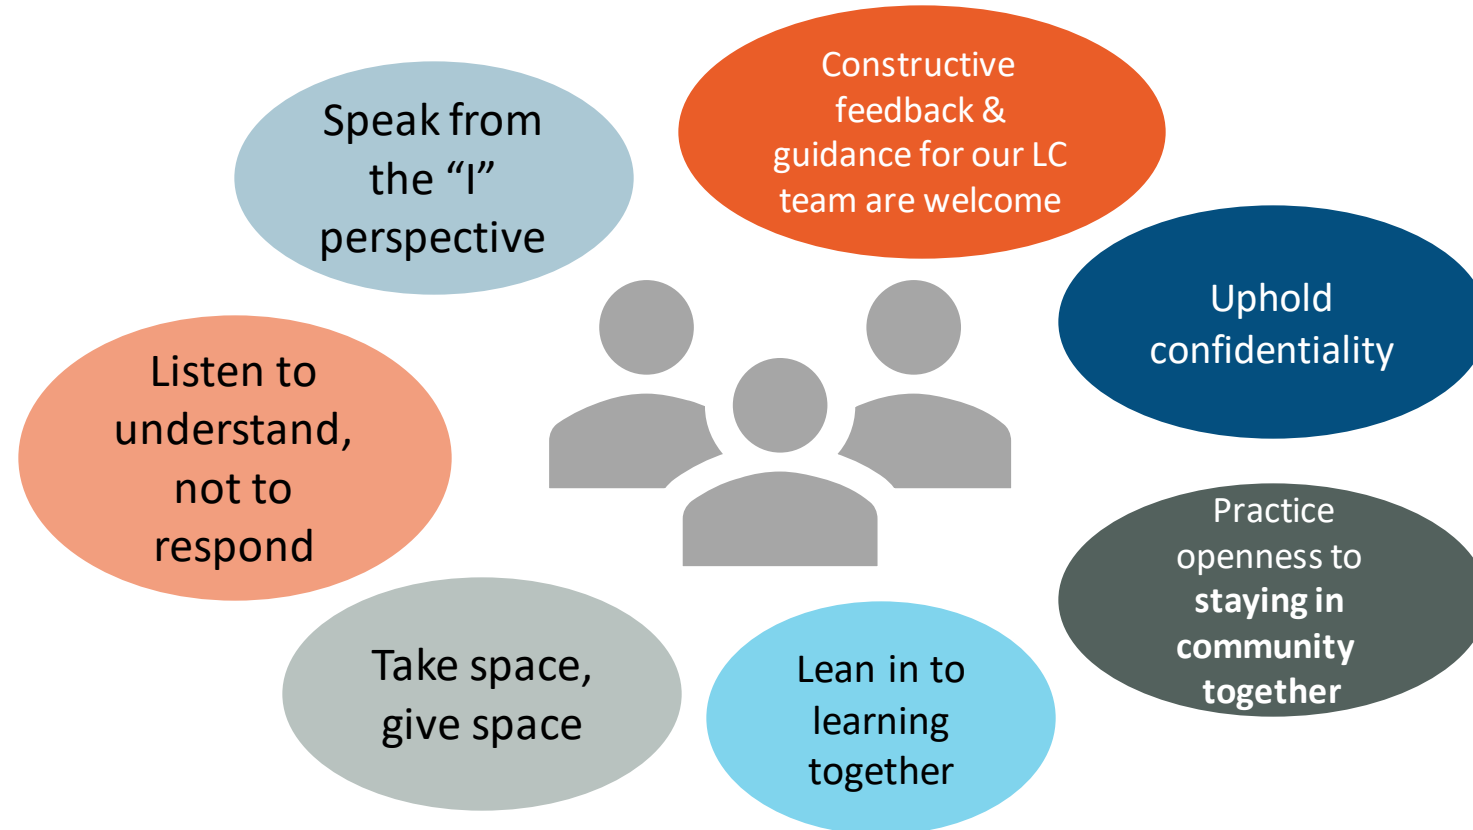 Speak from
the “I”
perspective
Constructive
feedback &
guidance for our LC
team are welcome
Uphold
confidentiality
Practice
openness to
staying in
community
together
Lean in to
learning
together
Take space,
give space
Listen to
understand,
not to
respond